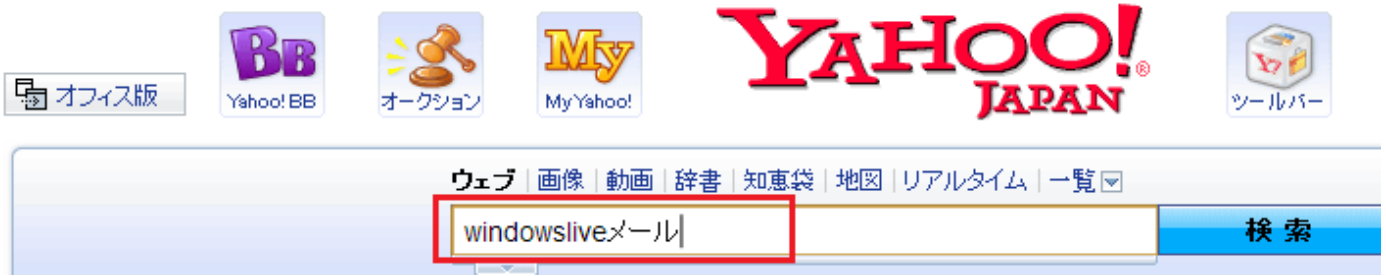 オフィス版
BB
Yahoo! BB
オークション
My
My Yahoo!
YAHOO!®
JAPAN
Y!
ツールバー
ウェブ | 画像 | 動画 | 辞書 | 知恵袋 | 地図 | リアルタイム | 一覧
windowsliveメール
検索